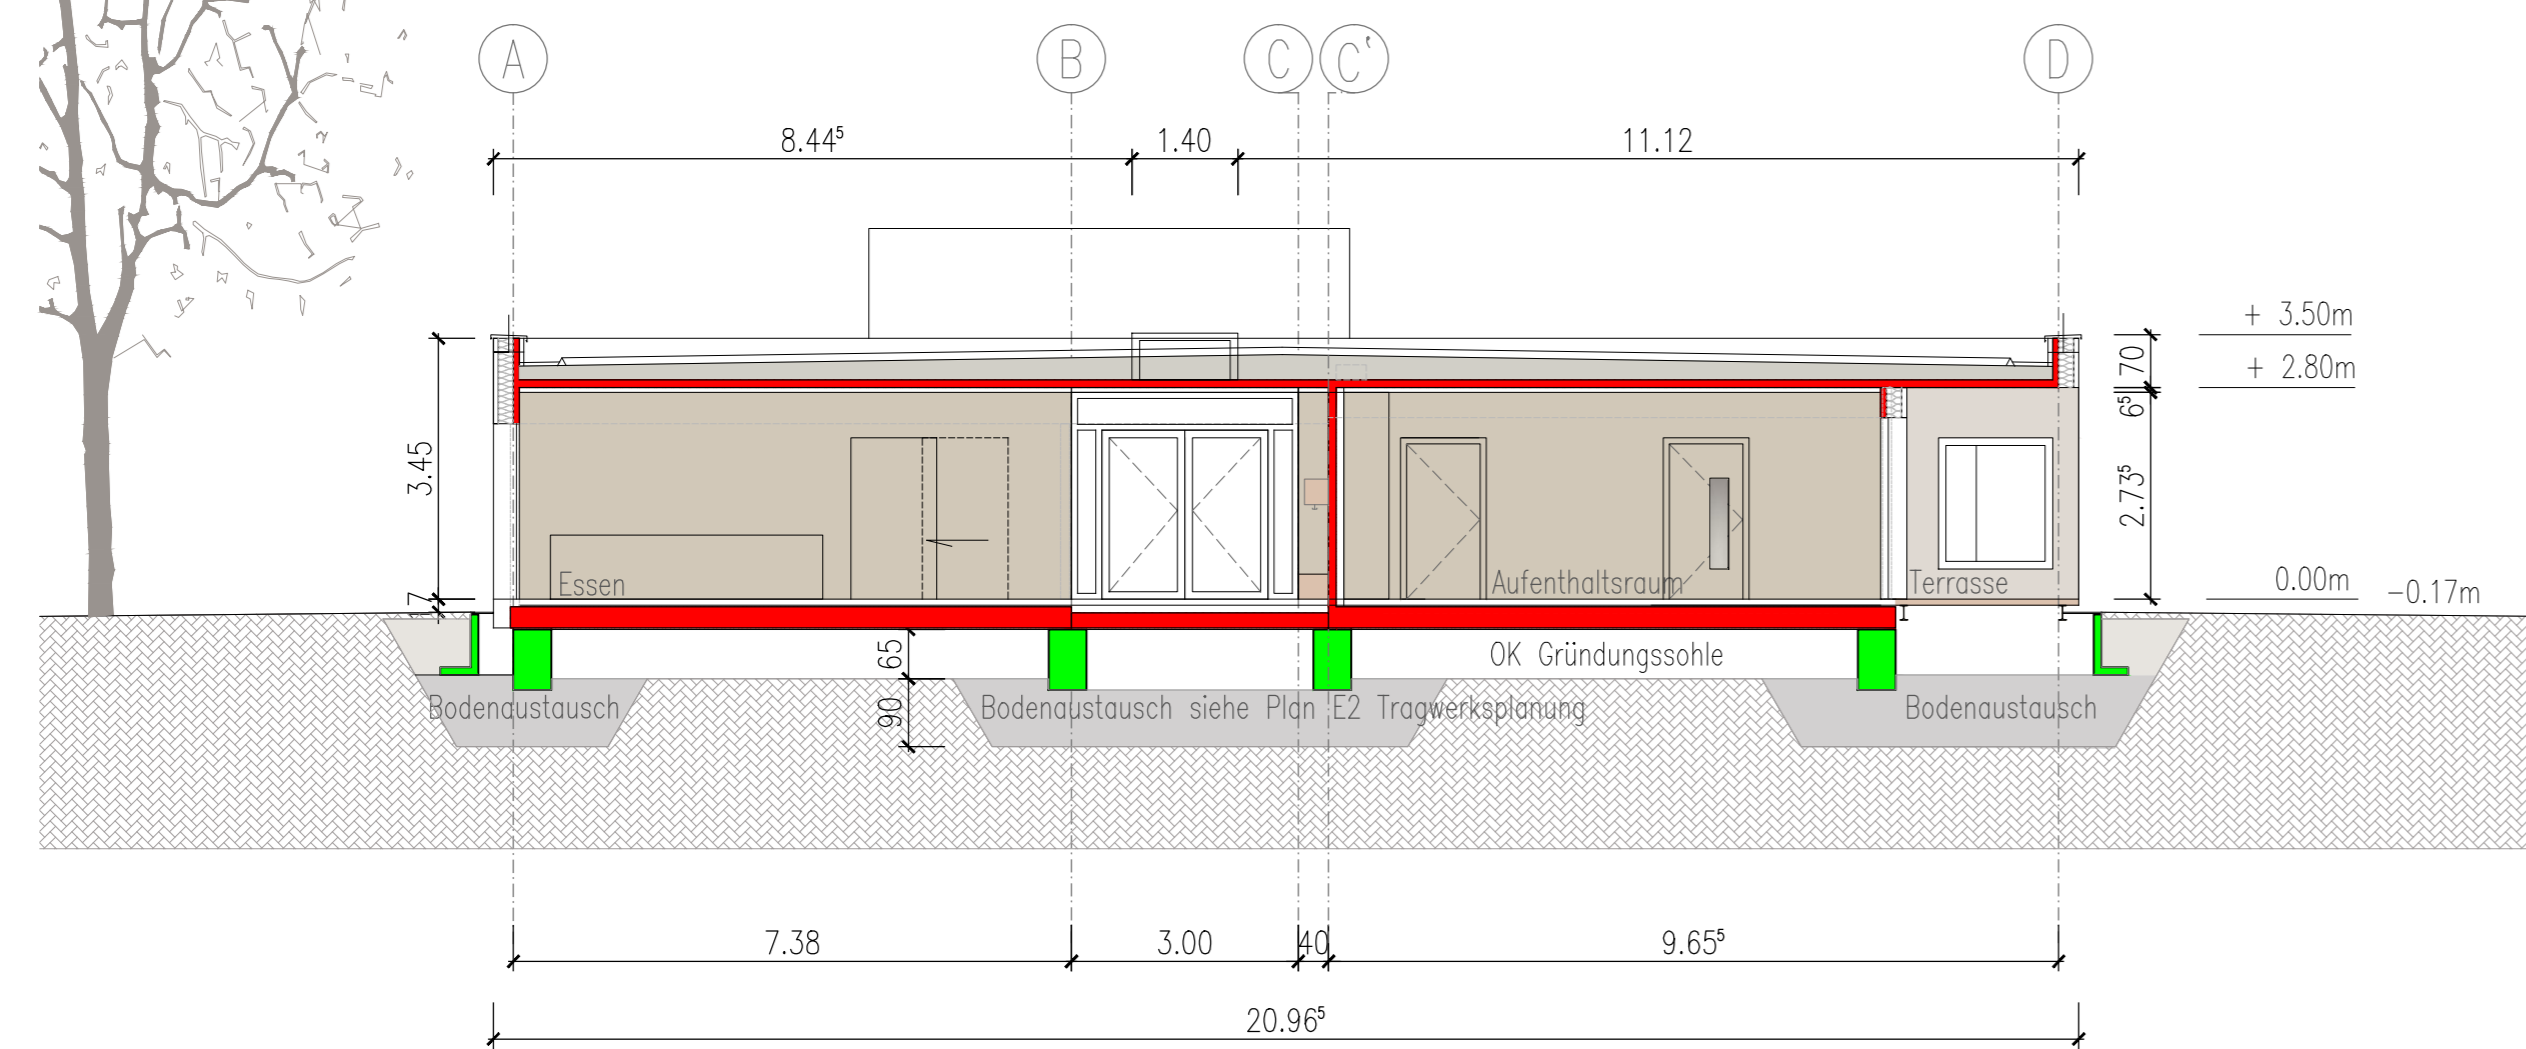 A B C C‘ D
8.44⁵ 1.40 11.12
+ 3.50m
+ 2.80m
70
6⁵
3.45
2.73⁵
7
Essen Aufenthaltsraum Terrasse
0.00m
-0.17m
65
OK Gründungssohle
90
Bodenaustausch Bodenaustausch siehe Plan E2 Tragwerksplanung Bodenaustausch
7.38 3.00 40 9.65⁵
20.96⁵